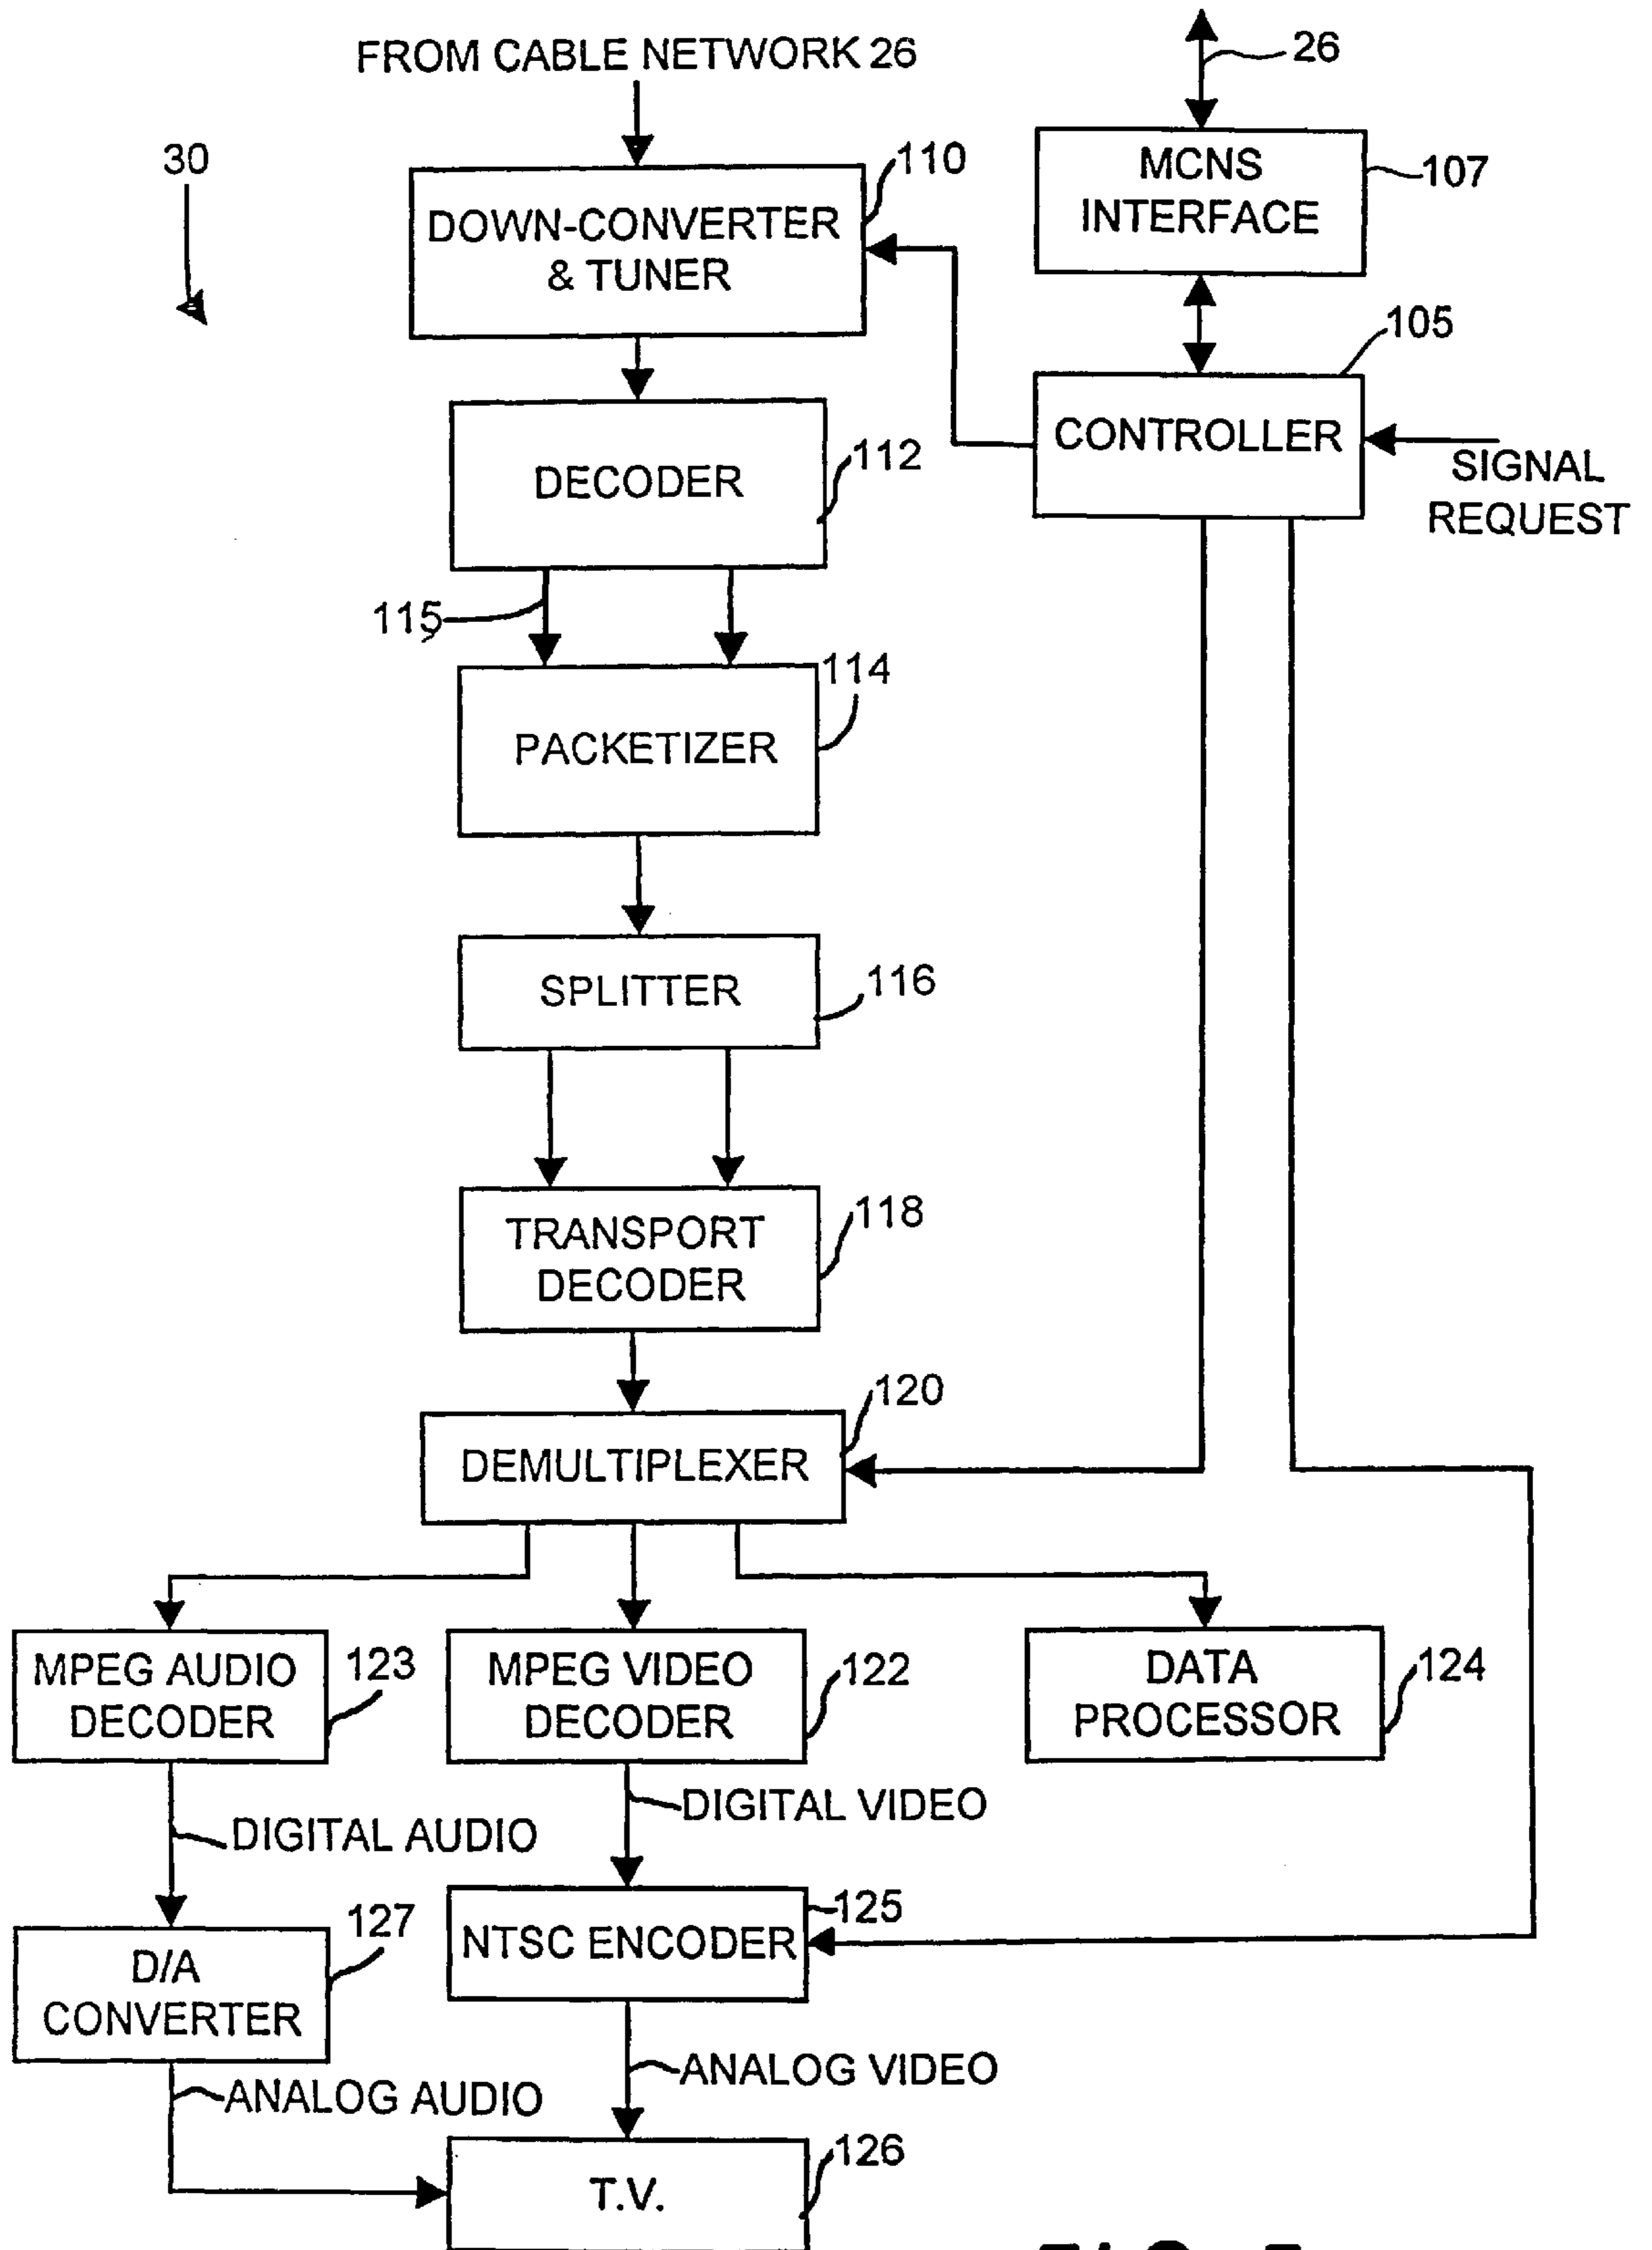 FROM CABLE NETWORK 26
26
30
110
DOWN-CONVERTER
& TUNER
MCNS
INTERFACE
107
105
CONTROLLER
SIGNAL
REQUEST
DECODER
112
115
114
PACKETIZER
SPLITTER
116
TRANSPORT
DECODER
118
120
DEMULTIPLEXER
MPEG AUDIO
DECODER
123
MPEG VIDEO
DECODER
122
DATA
PROCESSOR
124
DIGITAL AUDIO
DIGITAL VIDEO
127
D/A
CONVERTER
NTSC ENCODER
125
ANALOG AUDIO
ANALOG VIDEO
T.V.
126